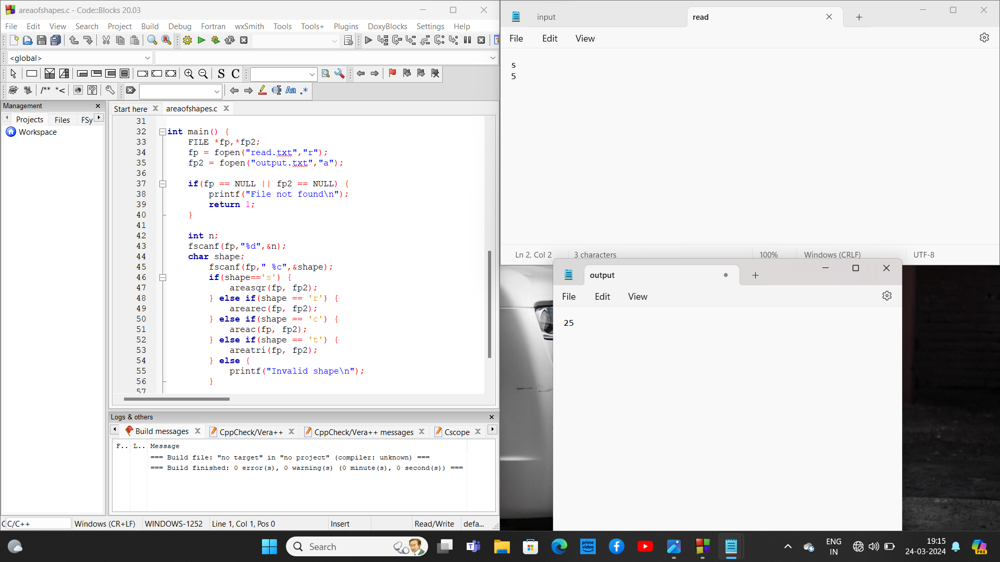 areaofshapes.c - Code::Blocks 20.03
File Edit View Search Project Build Debug Fortran wxSmith Tools Tools+ Plugins DoxyBlocks Settings Help
<global>
S C
/** *<
Aa .*
Management
Projects Files FSy
Workspace
Start here areaofshapes.c
31
32 int main() {
33 FILE *fp,*fp2;
34 fp = fopen("read.txt","r");
35 fp2 = fopen("output.txt","a");
36
37 if(fp == NULL || fp2 == NULL) {
38 printf("File not found\n");
39 return 1;
40 }
41
42 int n;
43 fscanf(fp,"%d",&n);
44 char shape;
45 fscanf(fp," %c",&shape);
46 if(shape=='s') {
47 areasqr(fp, fp2);
48 } else if(shape == 'r') {
49 arearec(fp, fp2);
50 } else if(shape == 'c') {
51 areac(fp, fp2);
52 } else if(shape == 't') {
53 areatri(fp, fp2);
54 } else {
55 printf("Invalid shape\n");
56 }
57
Logs & others
Build messages CppCheck/Vera++ CppCheck/Vera++ messages Cscope
F.. L.. Message
=== Build file: "no target" in "no project" (compiler: unknown) ===
=== Build finished: 0 error(s), 0 warning(s) (0 minute(s), 0 second(s)) ===
C/C++ Windows (CR+LF) WINDOWS-1252 Line 1, Col 1, Pos 0 Insert Read/Write defa...
input read
File Edit View
s
5
Ln 2, Col 2 3 characters 100% Windows (CRLF) UTF-8
output
File Edit View
25
Search
prime video
ENG
IN
19:15
24-03-2024
PRE